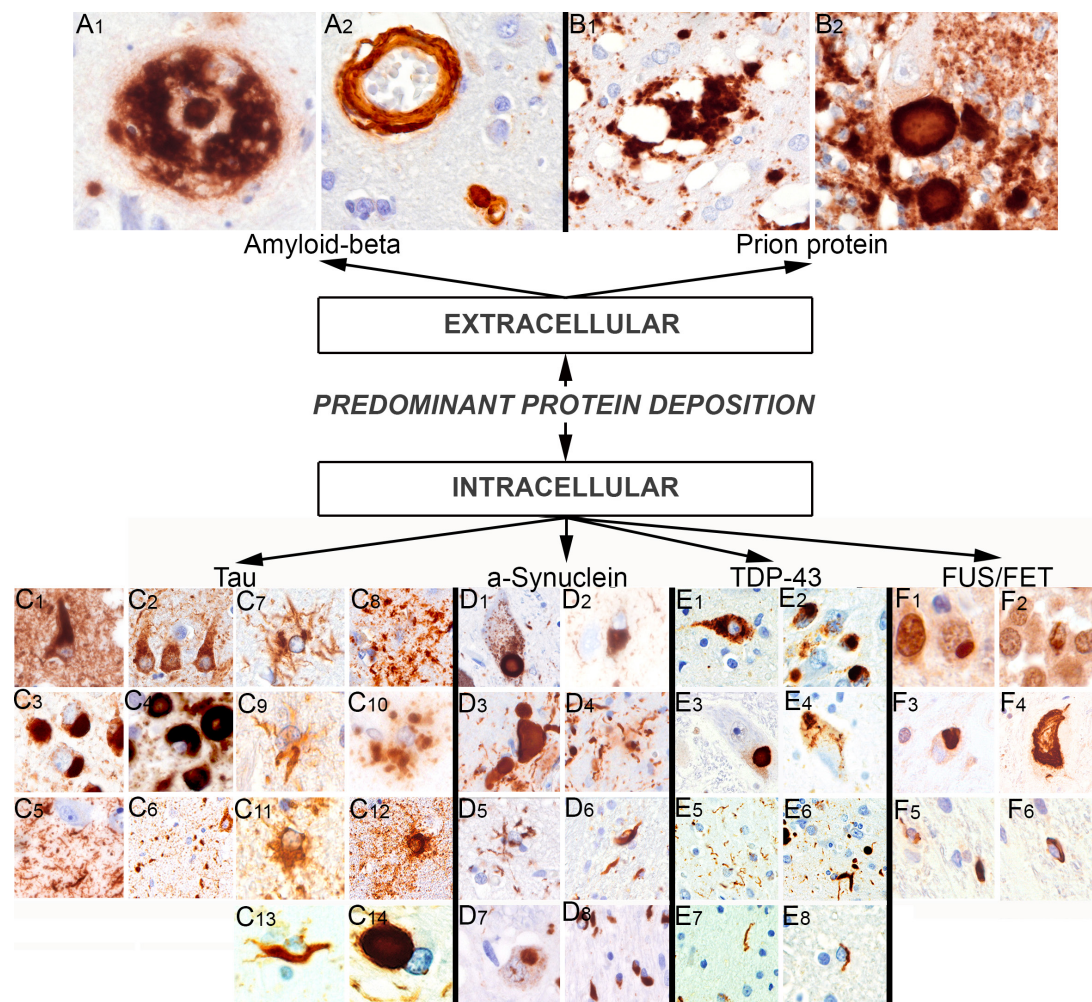 A1 A2 B1 B2
Amyloid-beta Prion protein
EXTRACELLULAR
PREDOMINANT PROTEIN DEPOSITION
INTRACELLULAR
Tau a-Synuclein TDP-43 FUS/FET
C1 C2 C7 C8 D1 D2 E1 E2 F1 F2
C3 C4 C9 C10 D3 D4 E3 E4 F3 F4
C5 C6 C11 C12 D5 D6 E5 E6 F5 F6
C13 C14 D7 D8 E7 E8